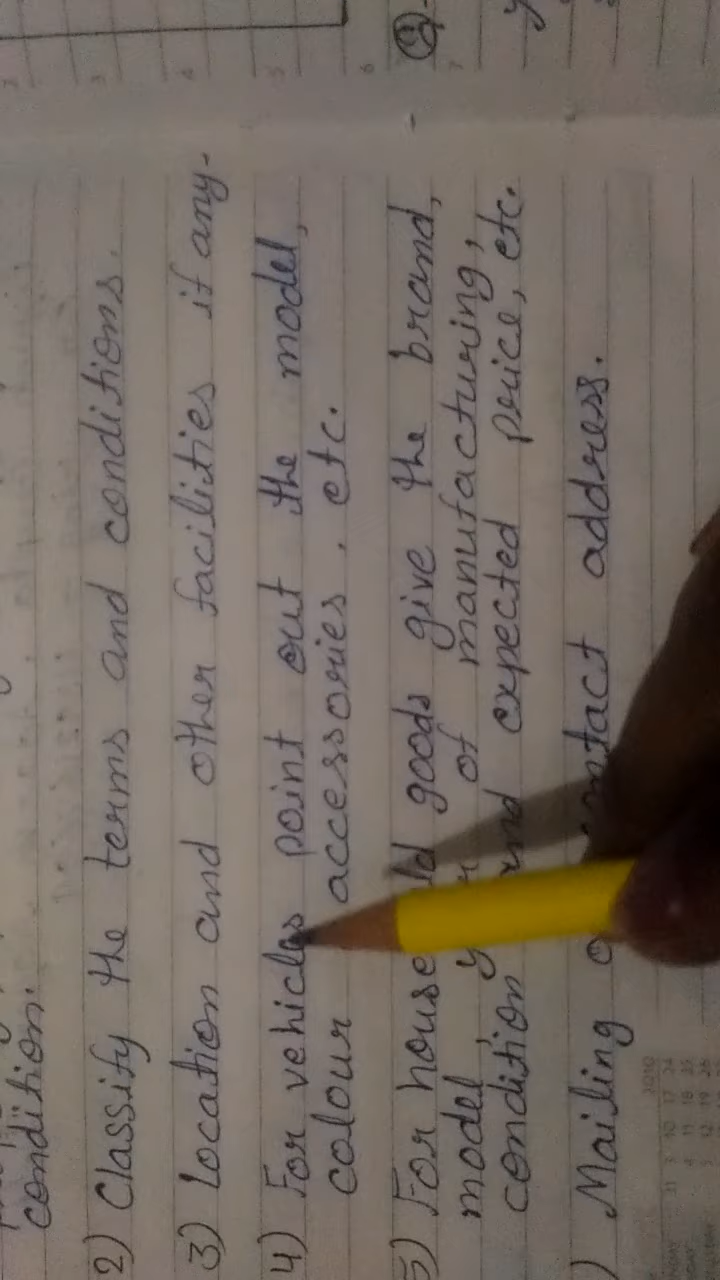 condition.
2) Classify the terms and conditions.
3) Location and other facilities if any-
4) For vehicles point out the model,
colour accessories. etc.
5) For house ld goods give the brand,
model, of manufacturing,
condition expected price, etc.
) Mailing contact address.